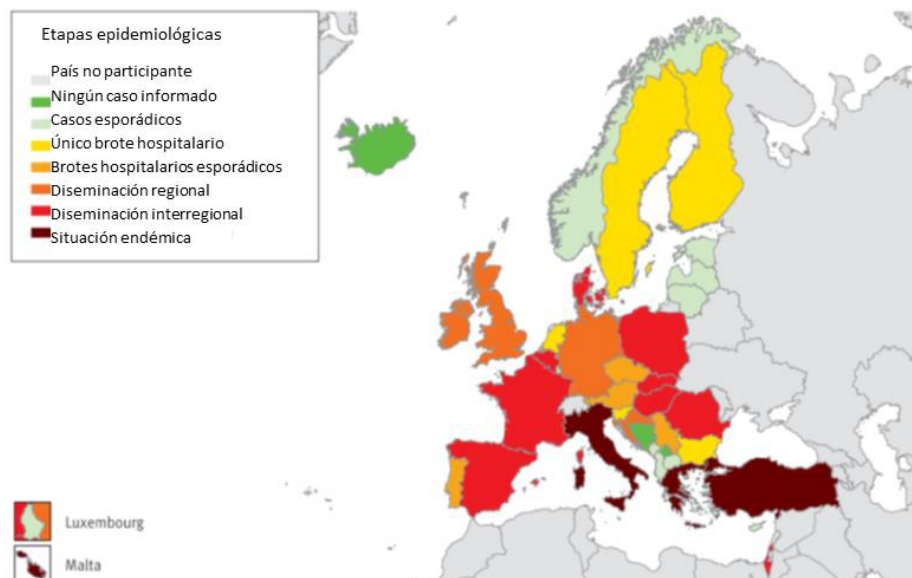 Etapas epidemiológicas
País no participante
Ningún caso informado
Casos esporádicos
Único brote hospitalario
Brotes hospitalarios esporádicos
Diseminación regional
Diseminación interregional
Situación endémica
Luxembourg
Malta